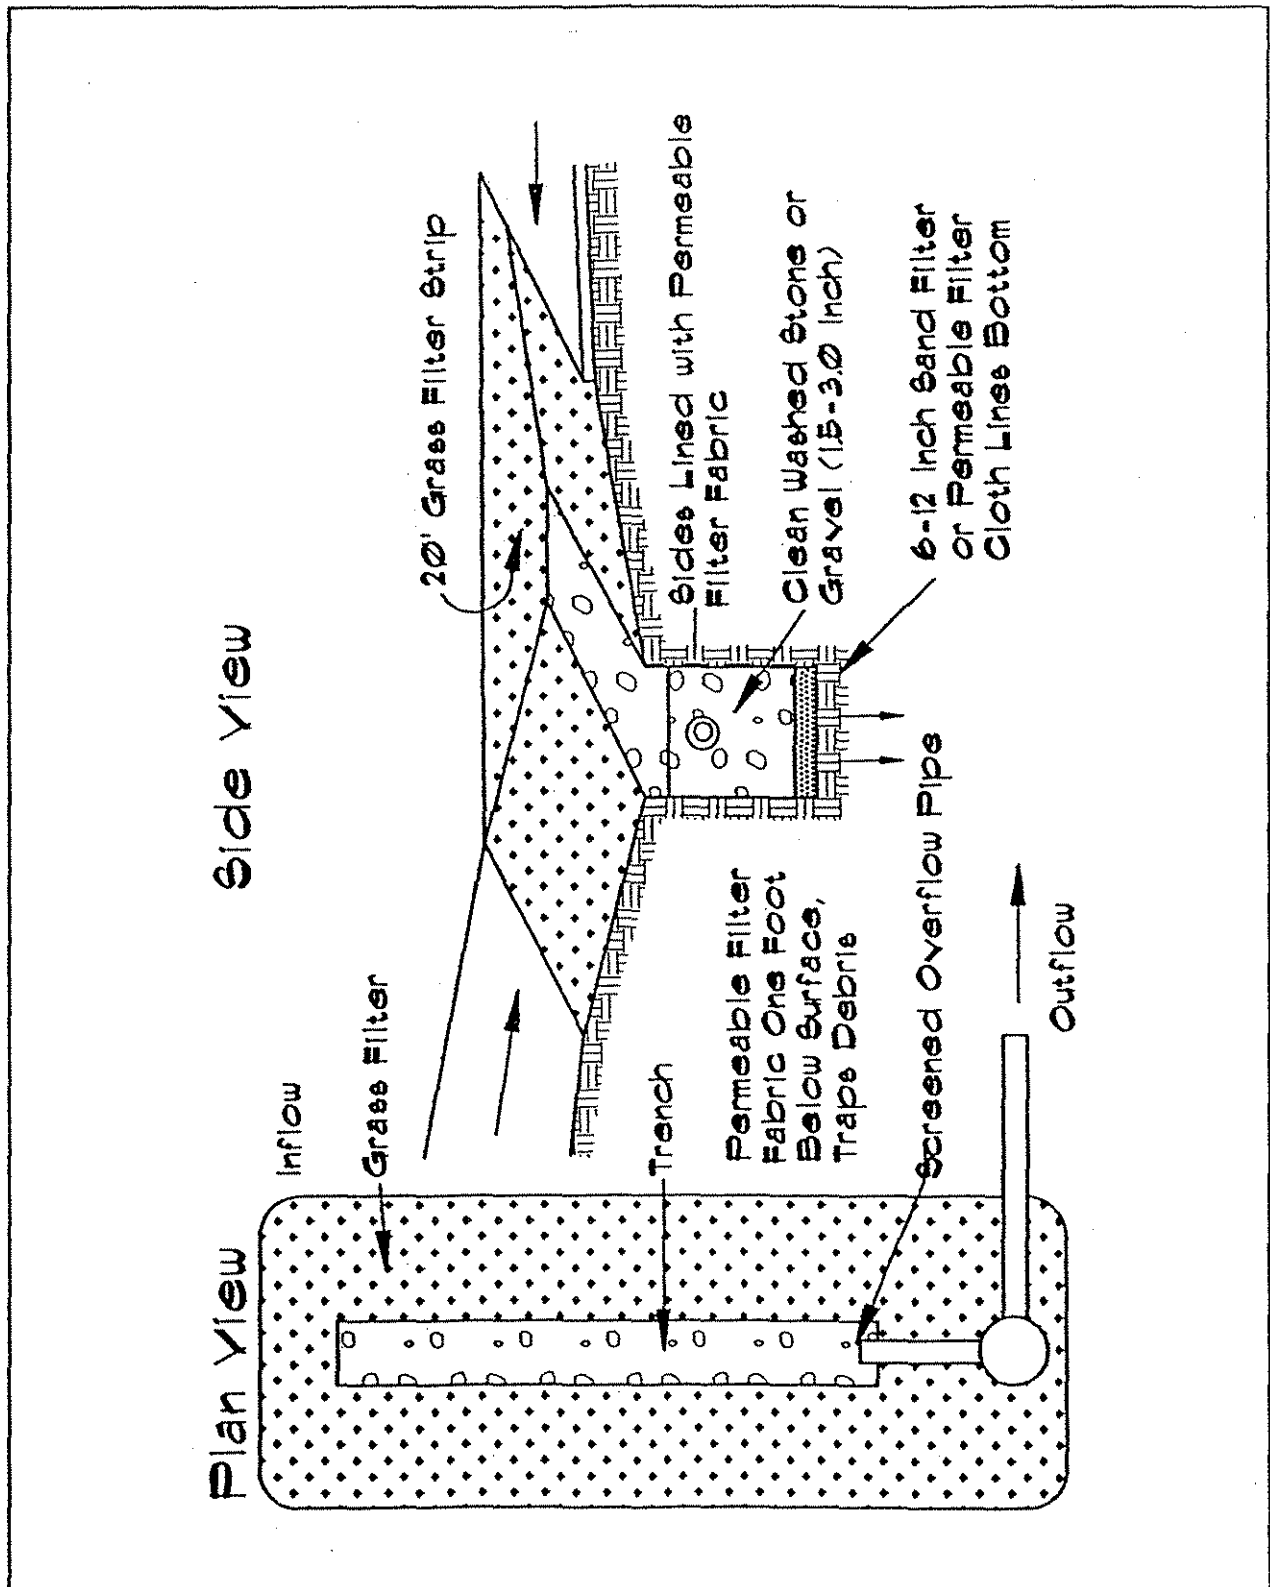 Plan View
Inflow
Grass Filter
Trench
Permeable Filter
Fabric One Foot
Below Surface,
Traps Debris
Screened Overflow Pipe
Outflow
Side View
20' Grass Filter Strip
Sides Lined with Permeable
Filter Fabric
Clean Washed Stone or
Gravel (1.5-3.0 Inch)
6-12 Inch Sand Filter
or Permeable Filter
Cloth Lines Bottom